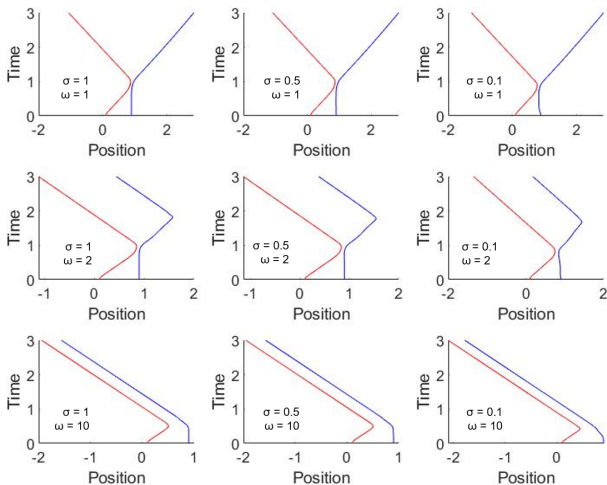 3 3 3
Time 2 Time 2 Time 2
1 1 1
σ = 1 σ = 0.5 σ = 0.1
ω = 1 ω = 1 ω = 1
0 0 0
-2 0 2 -2 0 2 -2 0 2
Position Position Position
3 3 3
Time 2 Time 2 Time 2
1 1 1
σ = 1 σ = 0.5 σ = 0.1
ω = 2 ω = 2 ω = 2
0 0 0
-1 0 1 2 -1 0 1 2 -2 0 2
Position Position Position
3 3 3
Time 2 Time 2 Time 2
1 1 1
σ = 1 σ = 0.5 σ = 0.1
ω = 10 ω = 10 ω = 10
0 0 0
-2 -1 0 1 -2 -1 0 1 -2 -1 0
Position Position Position